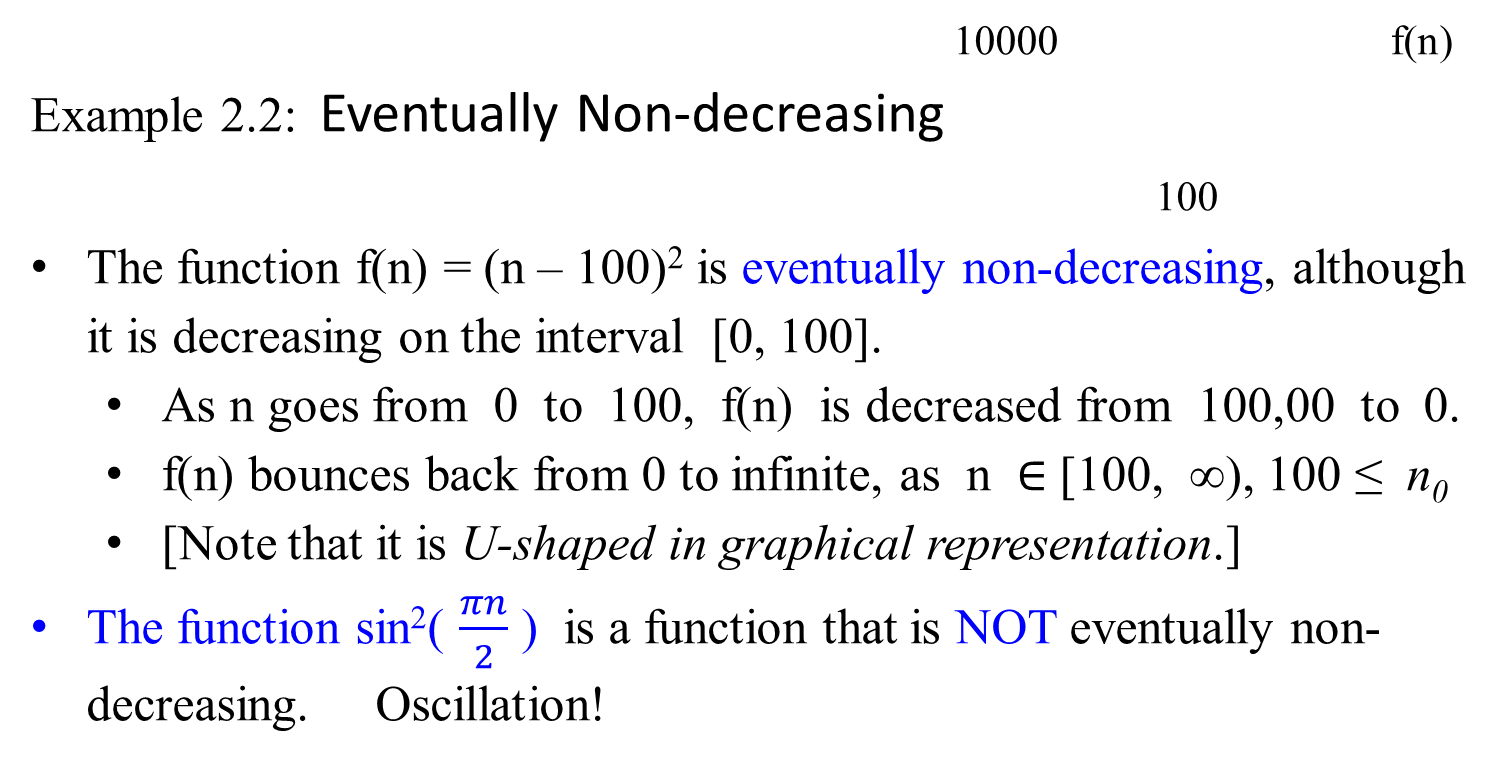 10000 f(n)
Example 2.2: Eventually Non-decreasing
100
• The function f(n) = (n – 100)² is eventually non-decreasing, although
it is decreasing on the interval [0, 100].
• As n goes from 0 to 100, f(n) is decreased from 100,00 to 0.
• f(n) bounces back from 0 to infinite, as n ∈ [100, ∞), 100 ≤ n₀
• [Note that it is U-shaped in graphical representation.]
• The function sin²( πn/2 ) is a function that is NOT eventually non-
decreasing. Oscillation!